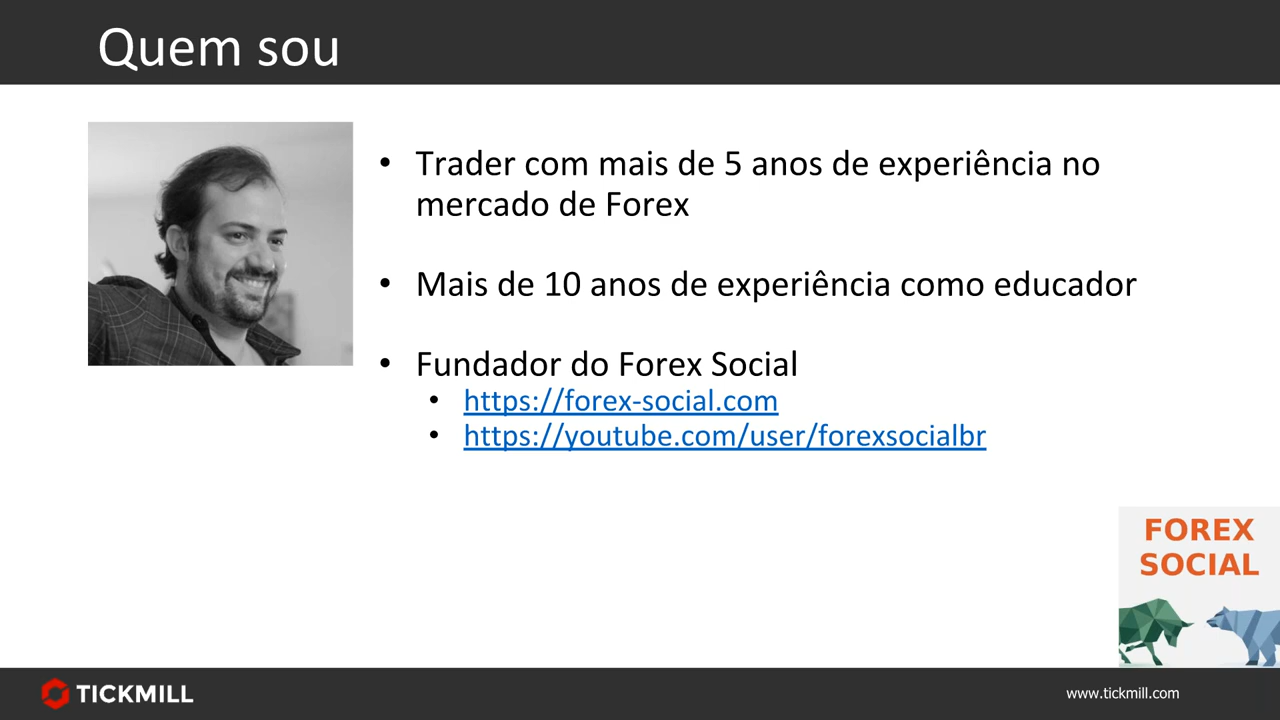 Quem sou
• Trader com mais de 5 anos de experiência no
mercado de Forex
• Mais de 10 anos de experiência como educador
• Fundador do Forex Social
• https://forex-social.com
• https://youtube.com/user/forexsocialbr
FOREX
SOCIAL
TICKMILL
www.tickmill.com